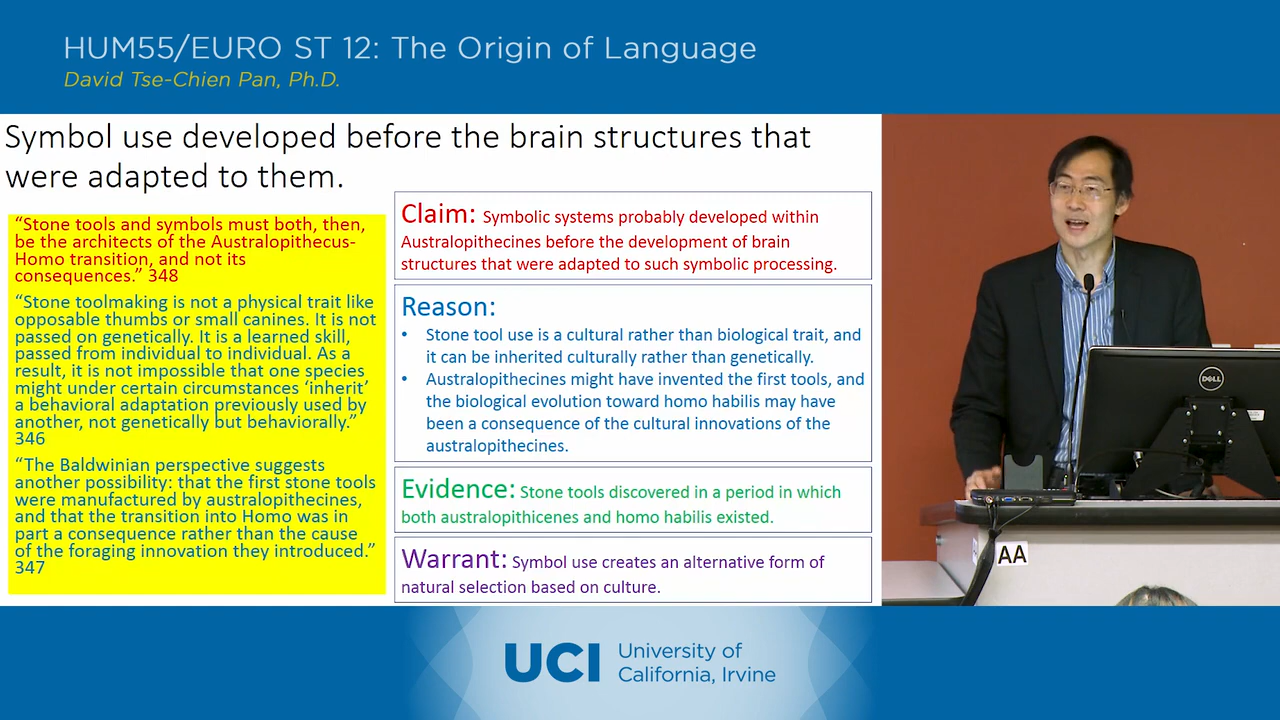 HUM55/EURO ST 12: The Origin of Language
David Tse-Chien Pan, Ph.D.
Symbol use developed before the brain structures that
were adapted to them.
“Stone tools and symbols must both, then,
be the architects of the Australopithecus-
Homo transition, and not its
consequences.” 348
“Stone toolmaking is not a physical trait like
opposable thumbs or small canines. It is not
passed on genetically. It is a learned skill,
passed from individual to individual. As a
result, it is not impossible that one species
might under certain circumstances ‘inherit’
a behavioral adaptation previously used by
another, not genetically but behaviorally.”
346
“The Baldwinian perspective suggests
another possibility: that the first stone tools
were manufactured by australopithecines,
and that the transition into Homo was in
part a consequence rather than the cause
of the foraging innovation they introduced.”
347
Claim: Symbolic systems probably developed within
Australopithecines before the development of brain
structures that were adapted to such symbolic processing.
Reason:
• Stone tool use is a cultural rather than biological trait, and
it can be inherited culturally rather than genetically.
• Australopithecines might have invented the first tools, and
the biological evolution toward homo habilis may have
been a consequence of the cultural innovations of the
australopithecines.
Evidence: Stone tools discovered in a period in which
both australopithicenes and homo habilis existed.
Warrant: Symbol use creates an alternative form of
natural selection based on culture.
DELL
AA
UCI University of
California, Irvine